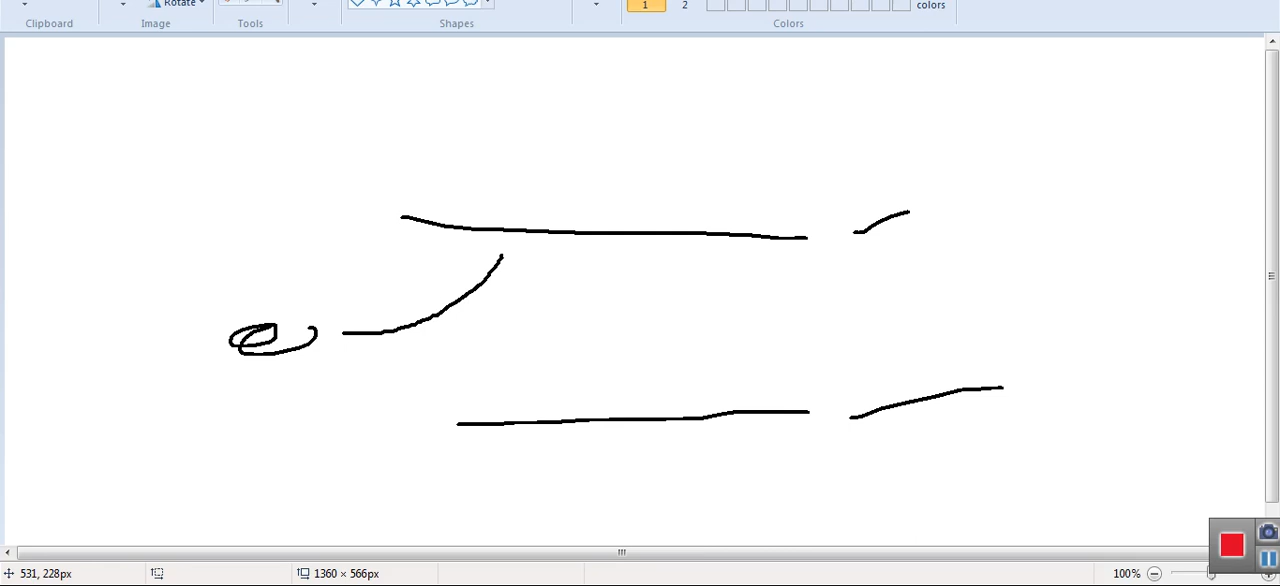 Rotate
1 2 colors
Clipboard Image Tools Shapes Colors
531, 228px 1360 × 566px 100%